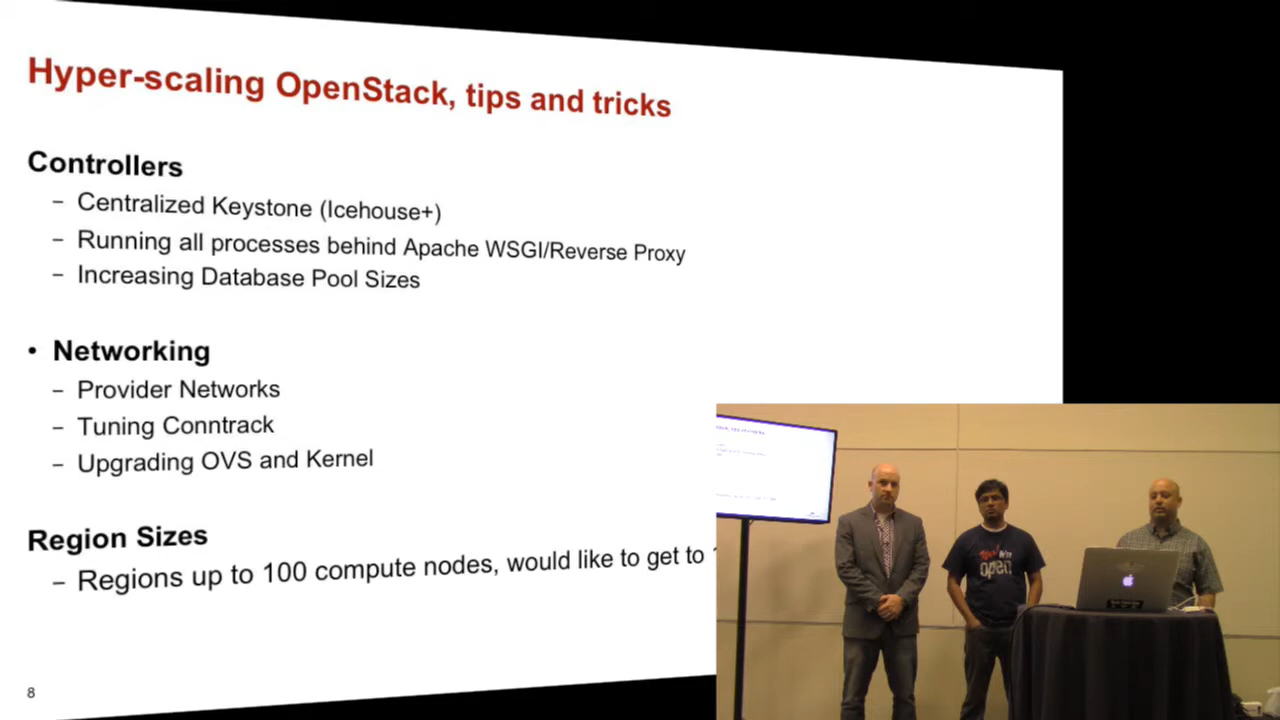 Hyper-scaling OpenStack, tips and tricks
Controllers
– Centralized Keystone (Icehouse+)
– Running all processes behind Apache WSGI/Reverse Proxy
– Increasing Database Pool Sizes
• Networking
– Provider Networks
– Tuning Conntrack
– Upgrading OVS and Kernel
Region Sizes
– Regions up to 100 compute nodes, would like to get to
8
open